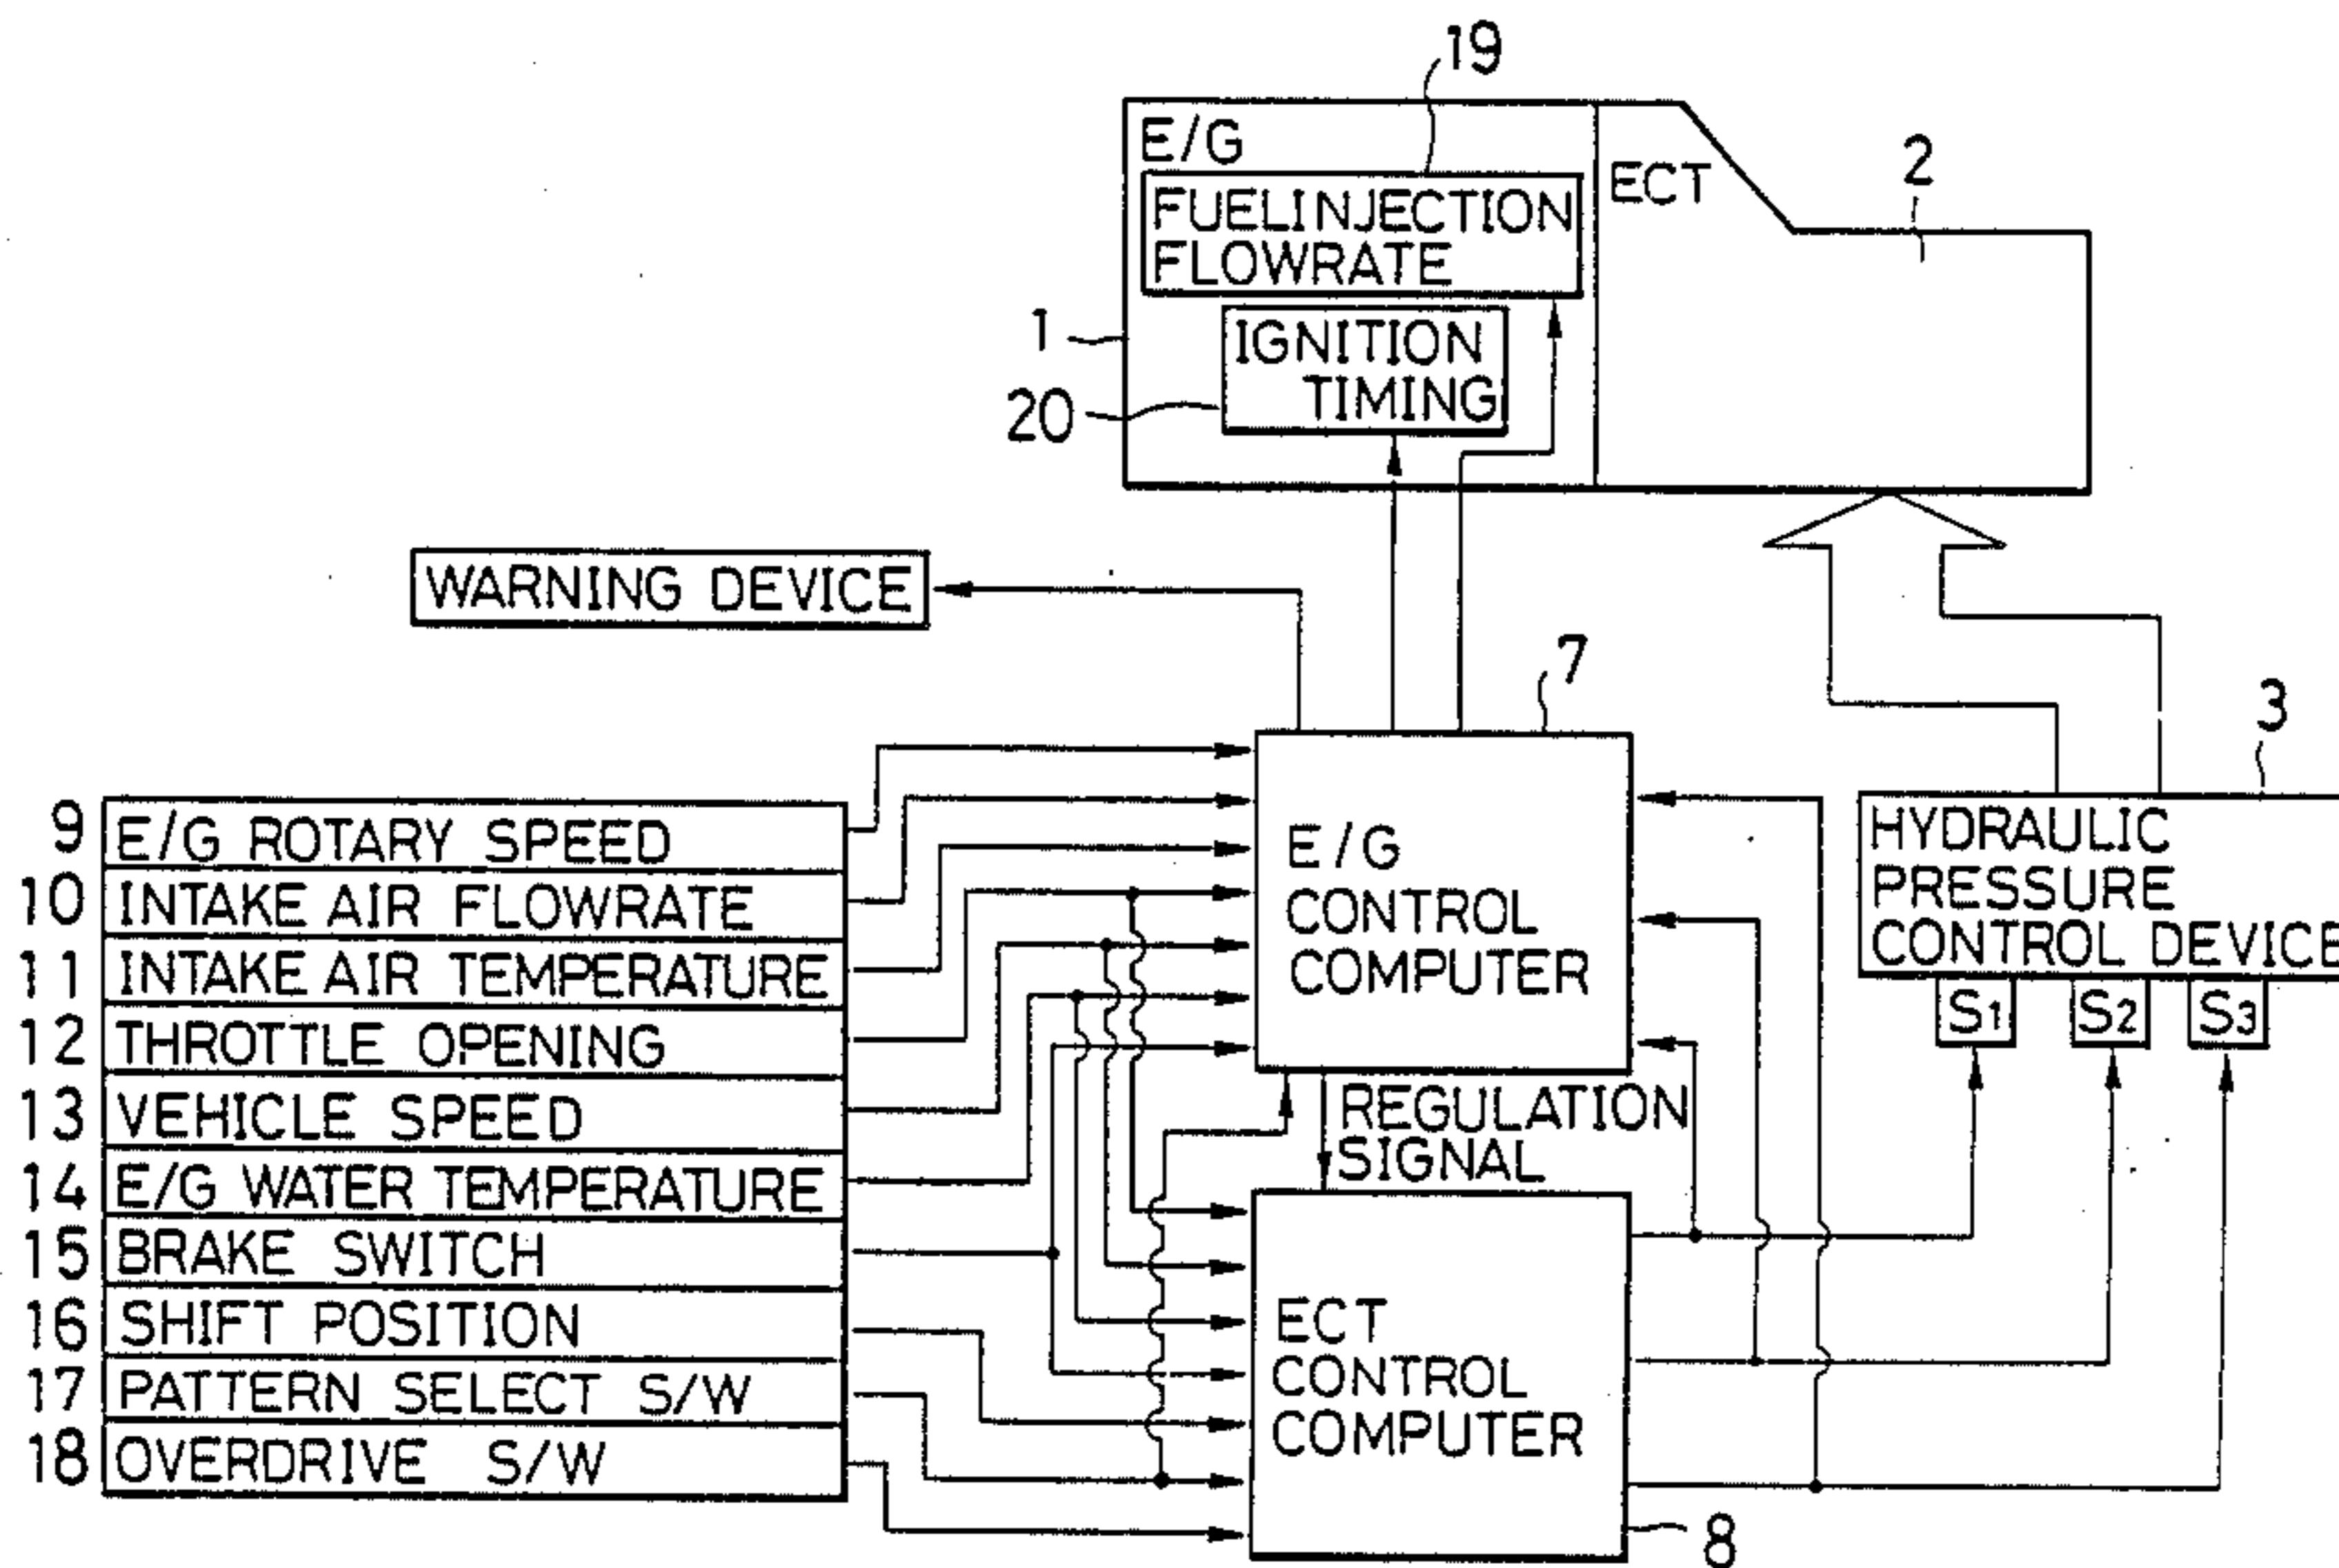 19
E/G
FUEL INJECTION
FLOWRATE
ECT
2
1
IGNITION
TIMING
20
WARNING DEVICE
7
3
9 E/G ROTARY SPEED
10 INTAKE AIR FLOWRATE
11 INTAKE AIR TEMPERATURE
12 THROTTLE OPENING
13 VEHICLE SPEED
14 E/G WATER TEMPERATURE
15 BRAKE SWITCH
16 SHIFT POSITION
17 PATTERN SELECT S/W
18 OVERDRIVE S/W
E/G
CONTROL
COMPUTER
HYDRAULIC
PRESSURE
CONTROL DEVICE
S1 S2 S3
REGULATION
SIGNAL
ECT
CONTROL
COMPUTER
8